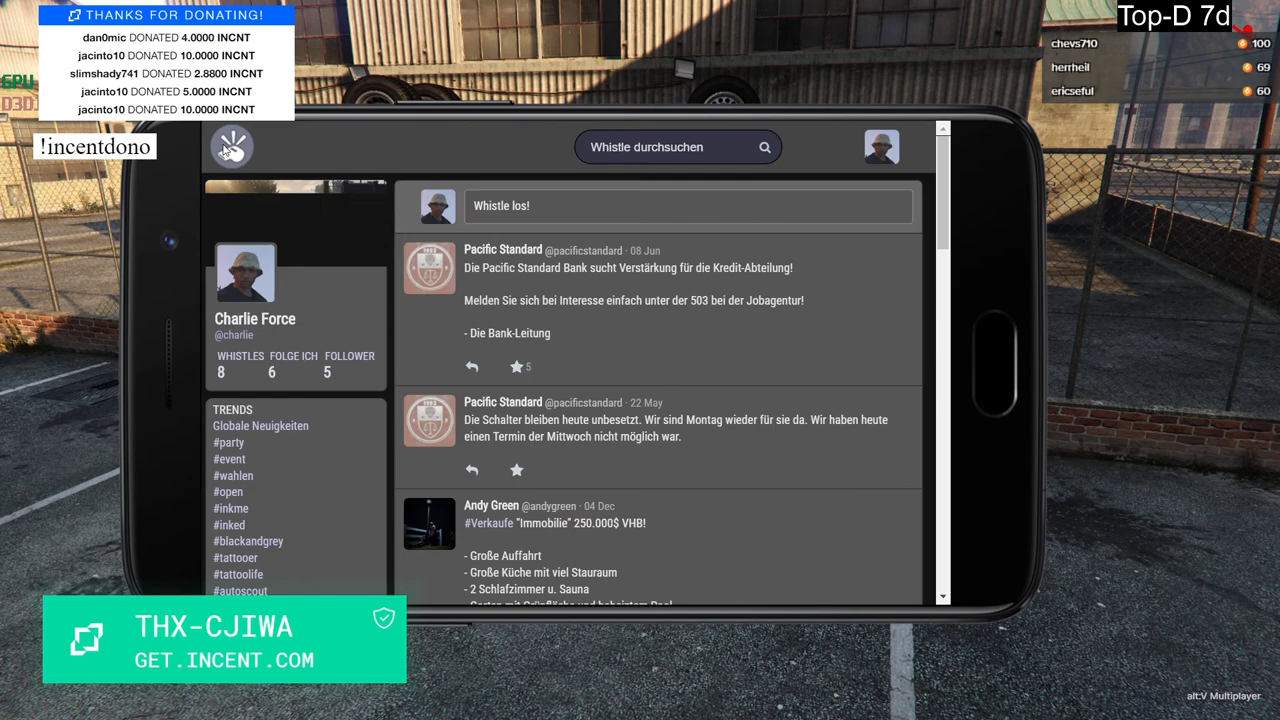 THANKS FOR DONATING!
dan0mic DONATED 4.0000 INCNT
jacinto10 DONATED 10.0000 INCNT
slimshady741 DONATED 2.8800 INCNT
jacinto10 DONATED 5.0000 INCNT
jacinto10 DONATED 10.0000 INCNT
GPU
!incentdono
Top-D 7d
chevs710 100
herrheil 69
ericseful 60
Whistle durchsuchen
Charlie Force
@charlie
WHISTLES FOLGE ICH FOLLOWER
8 6 5
TRENDS
Globale Neuigkeiten
#party
#event
#wahlen
#open
#inkme
#inked
#blackandgrey
#tattooer
#tattoolife
#autoscout
Whistle los!
Pacific Standard @pacificstandard · 08 Jun
Die Pacific Standard Bank sucht Verstärkung für die Kredit-Abteilung!
Melden Sie sich bei Interesse einfach unter der 503 bei der Jobagentur!
- Die Bank-Leitung
5
Pacific Standard @pacificstandard · 22 May
Die Schalter bleiben heute unbesetzt. Wir sind Montag wieder für sie da. Wir haben heute
einen Termin der Mittwoch nicht möglich war.
Andy Green @andygreen · 04 Dec
#Verkaufe "Immobilie" 250.000$ VHB!
- Große Auffahrt
- Große Küche mit viel Stauraum
- 2 Schlafzimmer u. Sauna
THX-CJIWA
GET.INCENT.COM
alt:V Multiplayer